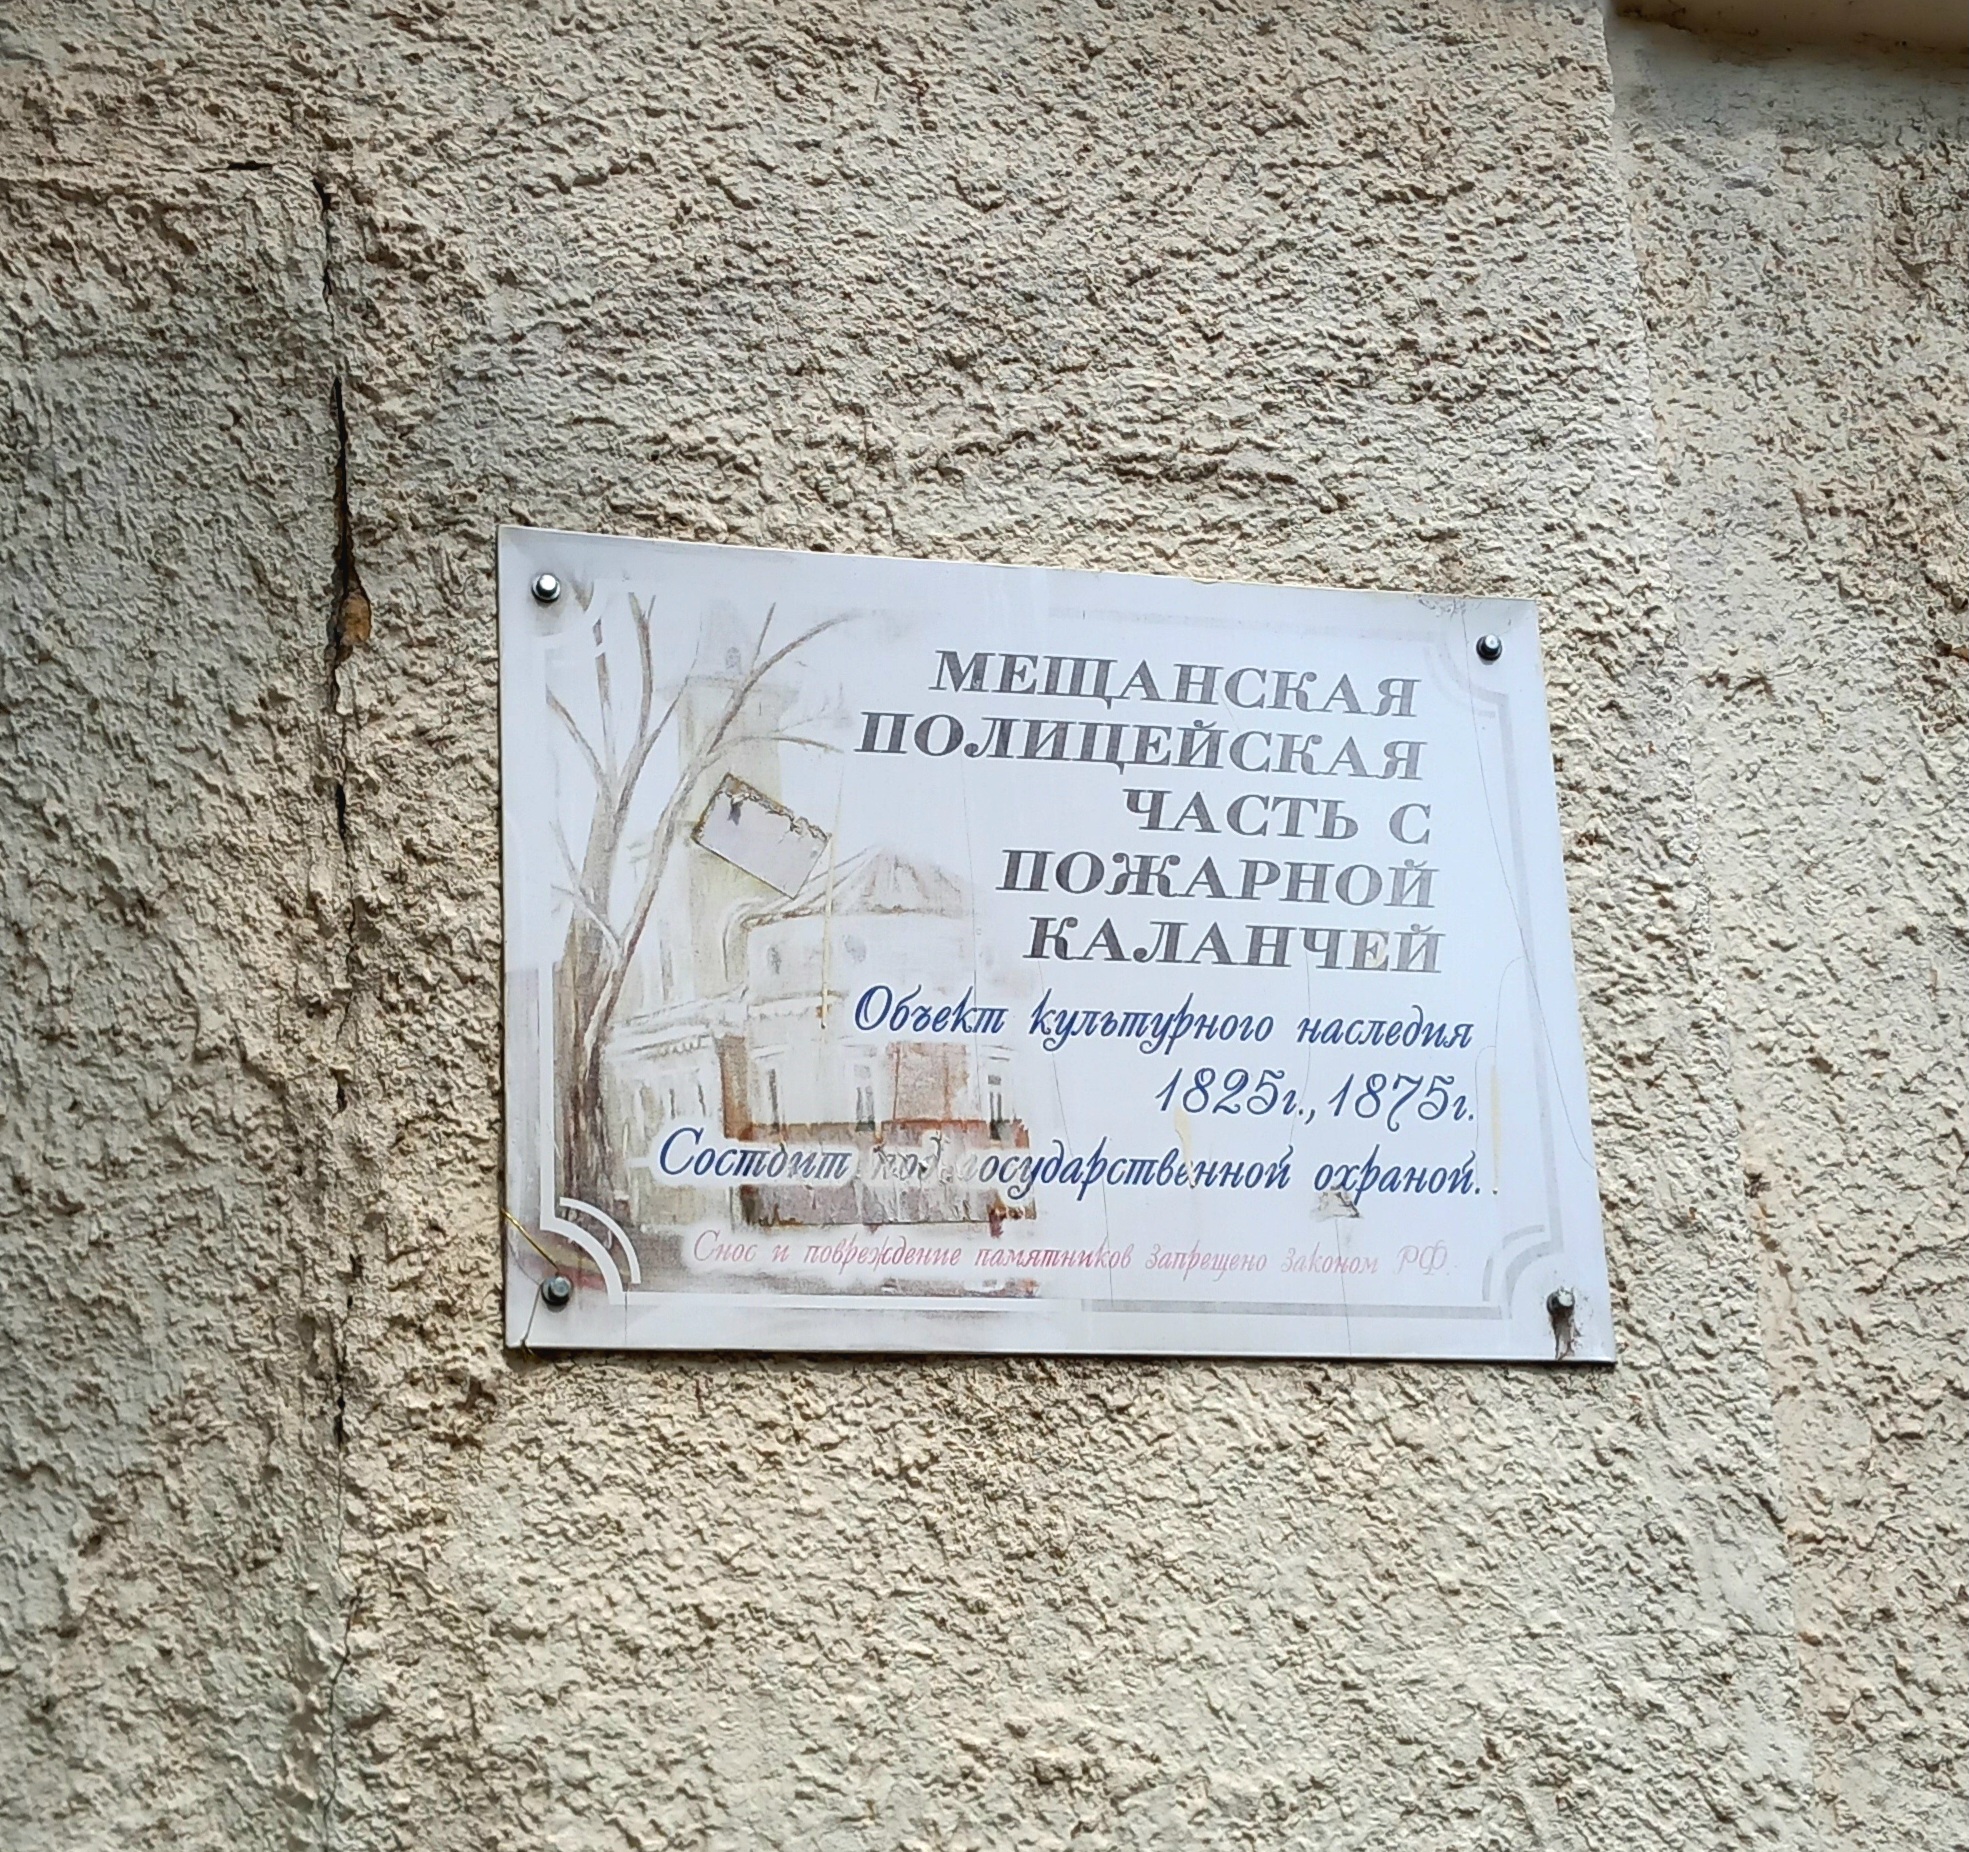 МЕЩАНСКАЯ
ПОЛИЦЕЙСКАЯ
ЧАСТЬ С
ПОЖАРНОЙ
КАЛАНЧЕЙ
Объект культурного наследия
1825г., 1875г.
Состоит под государственной охраной.
Снос и повреждение памятников запрещено законом РФ.